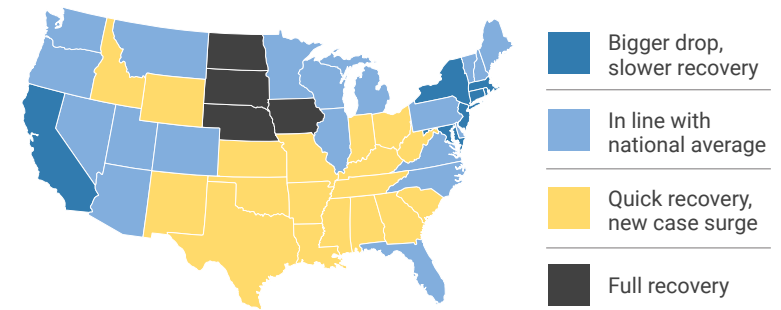 Bigger drop,
slower recovery
In line with
national average
Quick recovery,
new case surge
Full recovery